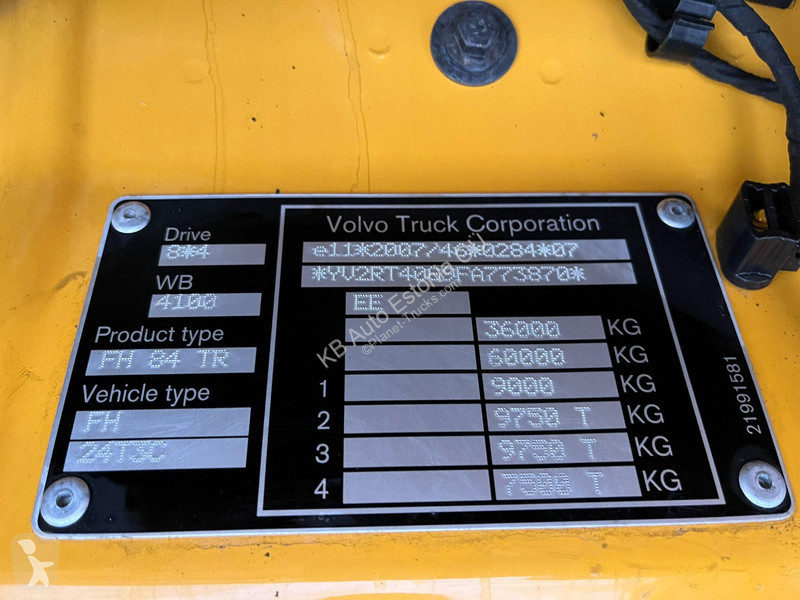 Volvo Truck Corporation
Drive
8*4
WB
4100
Product type
FH 84 TR
Vehicle type
FH
24T3C
e11*2007/46*0284*07
EE
36000 KG
60000 KG
1 9000 KG
2 9750 T KG
3 9750 T KG
4 7500 T KG
21991581
KB Auto Estonia OÜ
©Planet-Trucks.com